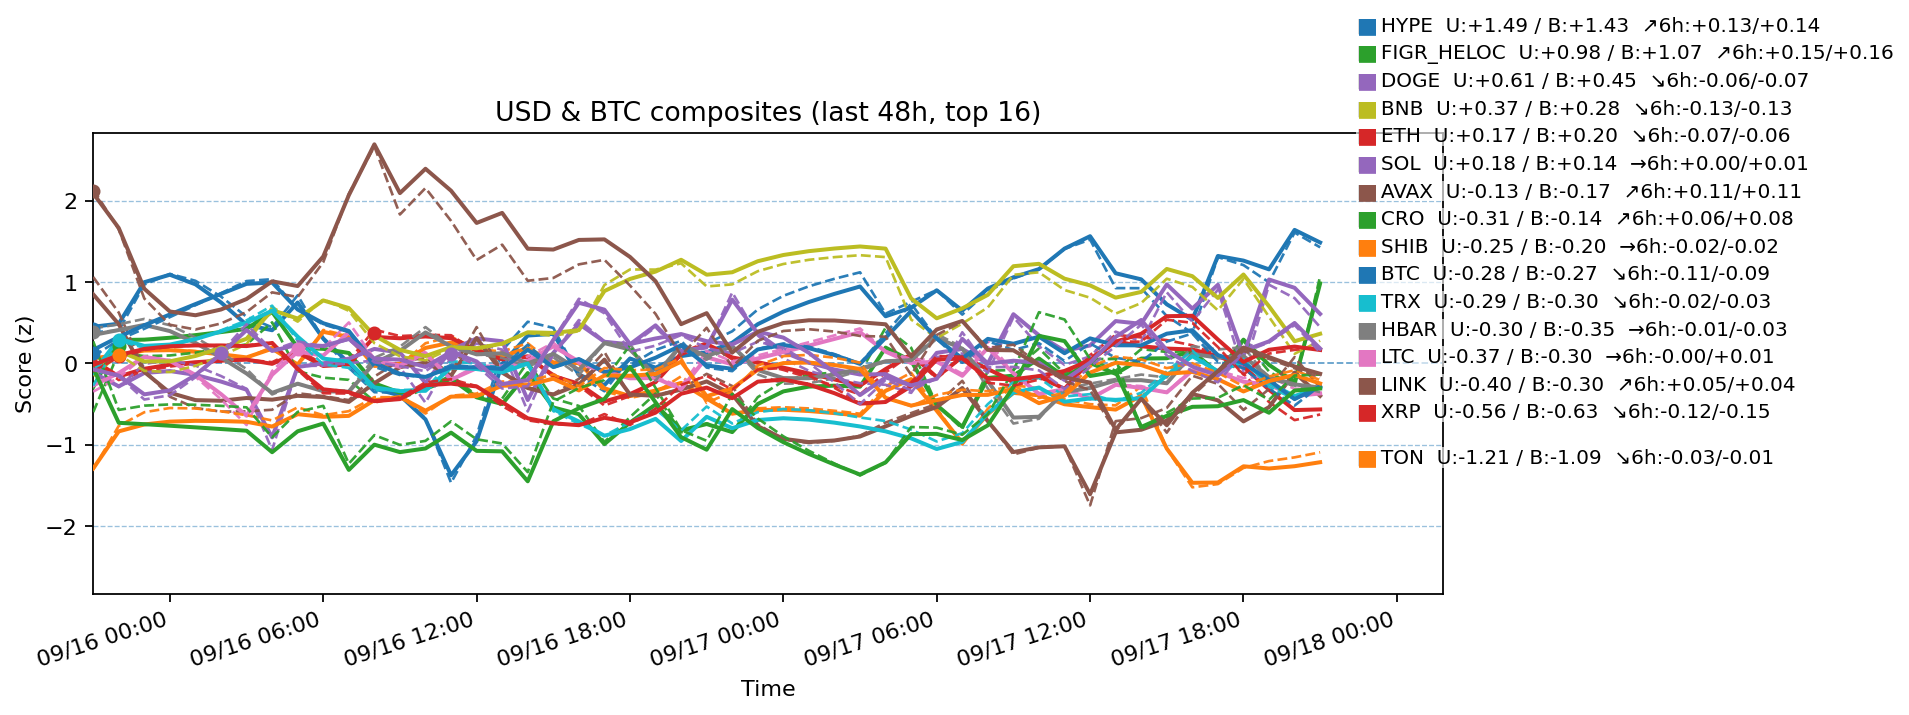 HYPE  U:+1.49 / B:+1.43  ↗6h:+0.13/+0.14
FIGR_HELOC  U:+0.98 / B:+1.07  ↗6h:+0.15/+0.16
DOGE  U:+0.61 / B:+0.45  ↘6h:-0.06/-0.07
BNB  U:+0.37 / B:+0.28  ↘6h:-0.13/-0.13
ETH  U:+0.17 / B:+0.20  ↘6h:-0.07/-0.06
SOL  U:+0.18 / B:+0.14  →6h:+0.00/+0.01
AVAX  U:-0.13 / B:-0.17  ↗6h:+0.11/+0.11
CRO  U:-0.31 / B:-0.14  ↗6h:+0.06/+0.08
SHIB  U:-0.25 / B:-0.20  →6h:-0.02/-0.02
BTC  U:-0.28 / B:-0.27  ↘6h:-0.11/-0.09
TRX  U:-0.29 / B:-0.30  ↘6h:-0.02/-0.03
HBAR  U:-0.30 / B:-0.35  →6h:-0.01/-0.03
LTC  U:-0.37 / B:-0.30  →6h:-0.00/+0.01
LINK  U:-0.40 / B:-0.30  ↗6h:+0.05/+0.04
XRP  U:-0.56 / B:-0.63  ↘6h:-0.12/-0.15
TON  U:-1.21 / B:-1.09  ↘6h:-0.03/-0.01
USD & BTC composites (last 48h, top 16)
Score (z)
2
1
0
−1
−2
09/16 00:00
09/16 06:00
09/16 12:00
09/16 18:00
09/17 00:00
09/17 06:00
09/17 12:00
09/17 18:00
09/18 00:00
Time